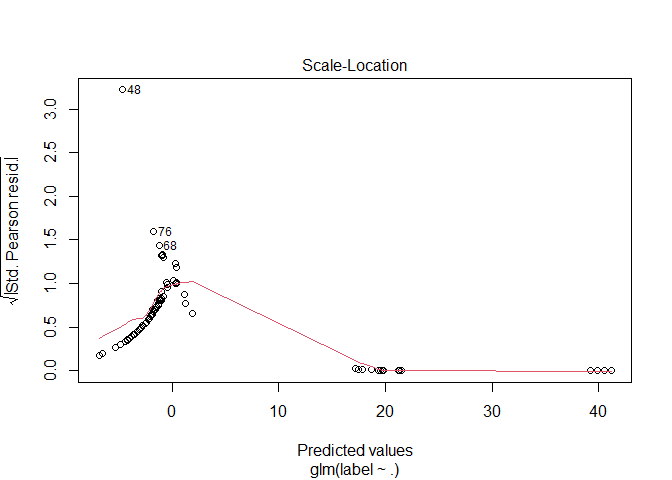 Scale-Location
√|Std. Pearson resid.|
3.0
2.5
2.0
1.5
1.0
0.5
0.0
48
76
68
0 10 20 30 40
Predicted values
glm(label ~ .)